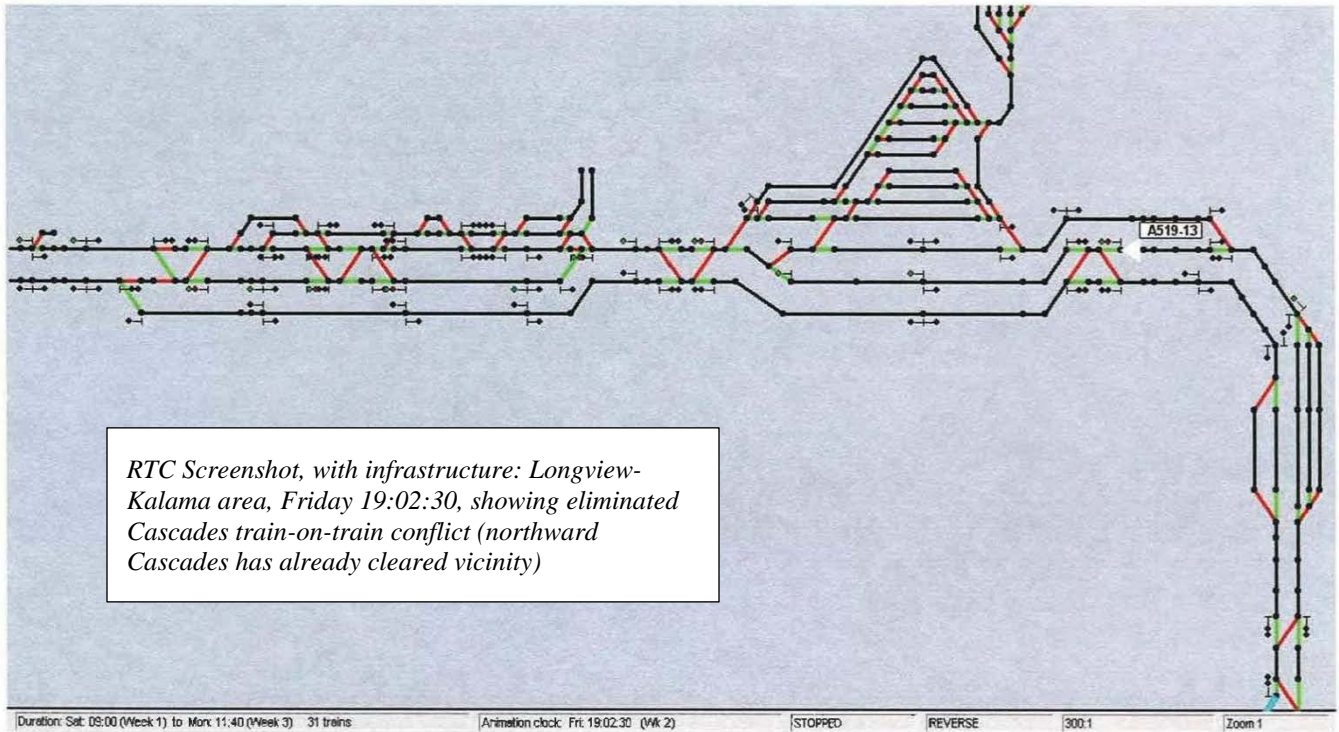 A519-13
RTC Screenshot, with infrastructure: Longview-
Kalama area, Friday 19:02:30, showing eliminated
Cascades train-on-train conflict (northward
Cascades has already cleared vicinity)
Duration: Sat: 09:00 (Week 1) to Mon: 11:40 (Week 3) 31 trains Animation clock: Fri: 19:02:30 (Wk 2) STOPPED REVERSE 300:1 Zoom 1